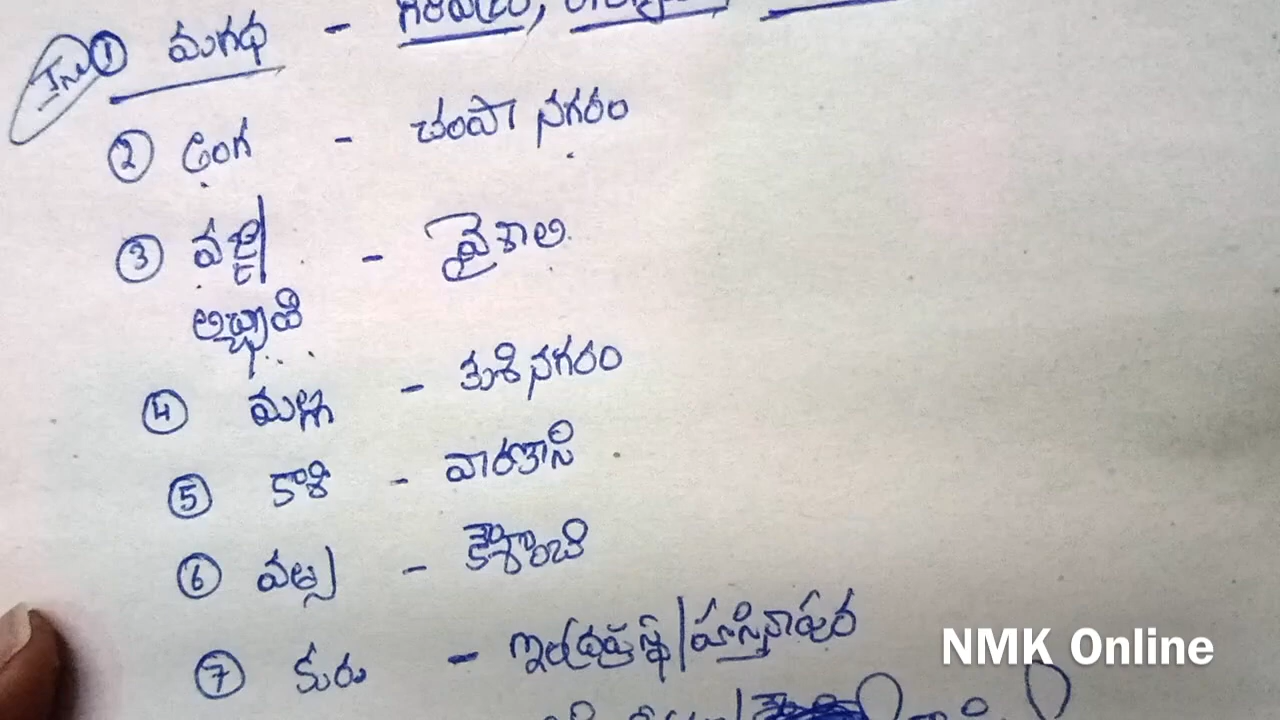 ① మగధ - గిరివ్రజం,
② అంగ - చంపా నగరం
③ వజ్జి/ - వైశాలి
లిచ్ఛావి
④ మల్ల - కుశినగరం
⑤ కాశి - వారణాసి
⑥ వత్స - కౌశాంబి
⑦ కురు - ఇంద్రప్రస్థ/హస్తినాపుర
NMK Online